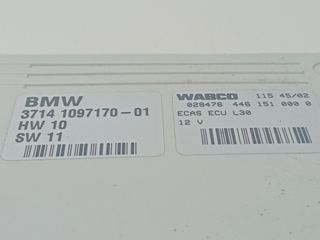 BMW
3714 1097170-01
HW 10
SW 11
WABCO 115 45/02
029476 446 151 000 0
ECAS ECU L30
12 V